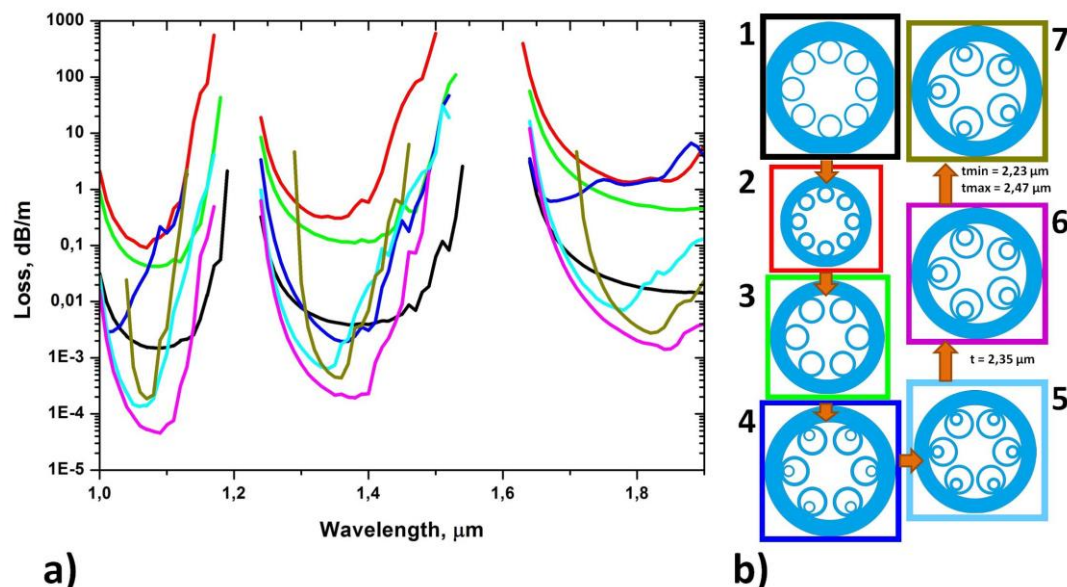 1000
100
10
1
0,1
0,01
1E-3
1E-4
1E-5
Loss, dB/m
1,0
1,2
1,4
1,6
1,8
Wavelength, μm
a)
1
2
3
4
5
t = 2,35 μm
6
tmin = 2,23 μm
tmax = 2,47 μm
7
b)